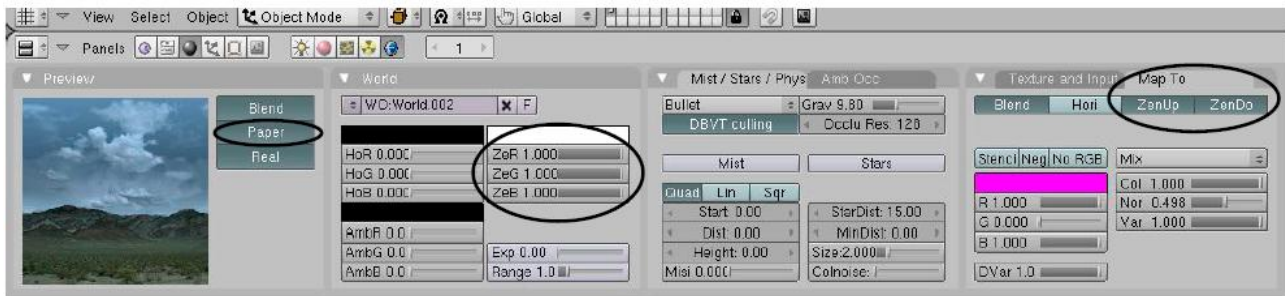 View Select Object Object Mode Global
Panels 1
Preview
Blend
Paper
Real
World
WO:World.002 F
HoR 0.000 ZeR 1.000
HoG 0.000 ZeG 1.000
HoB 0.000 ZeB 1.000
AmbR 0.0
AmbG 0.0 Exp 0.00
AmbB 0.0 Range 1.0
Mist / Stars / Phys Amb Occ
Bullet Grav 9.80
DBVT culling Occlu Res: 128
Mist Stars
Quad Lin Sqr
Start: 0.00 StarDist: 15.00
Dist: 0.00 MinDist: 0.00
Height: 0.00 Size:2.000
Misi 0.000 Colnoise:
Texture and Input Map To
Blend Hori ZenUp ZenDo
Stencil Neg No RGB Mix
Col 1.000
R 1.000 Nor 0.498
G 0.000 Var 1.000
B 1.000
DVar 1.0